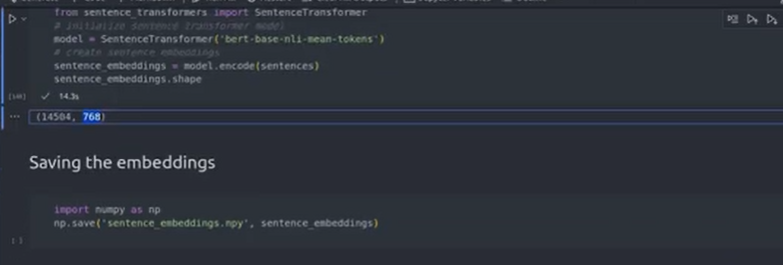 from sentence_transformers import SentenceTransformer
# initialize sentence transformer model
model = SentenceTransformer('bert-base-nli-mean-tokens')
# create sentence embeddings
sentence_embeddings = model.encode(sentences)
sentence_embeddings.shape
14.3s
(14504, 768)
Saving the embeddings
import numpy as np
np.save('sentence_embeddings.npy', sentence_embeddings)
[ ]